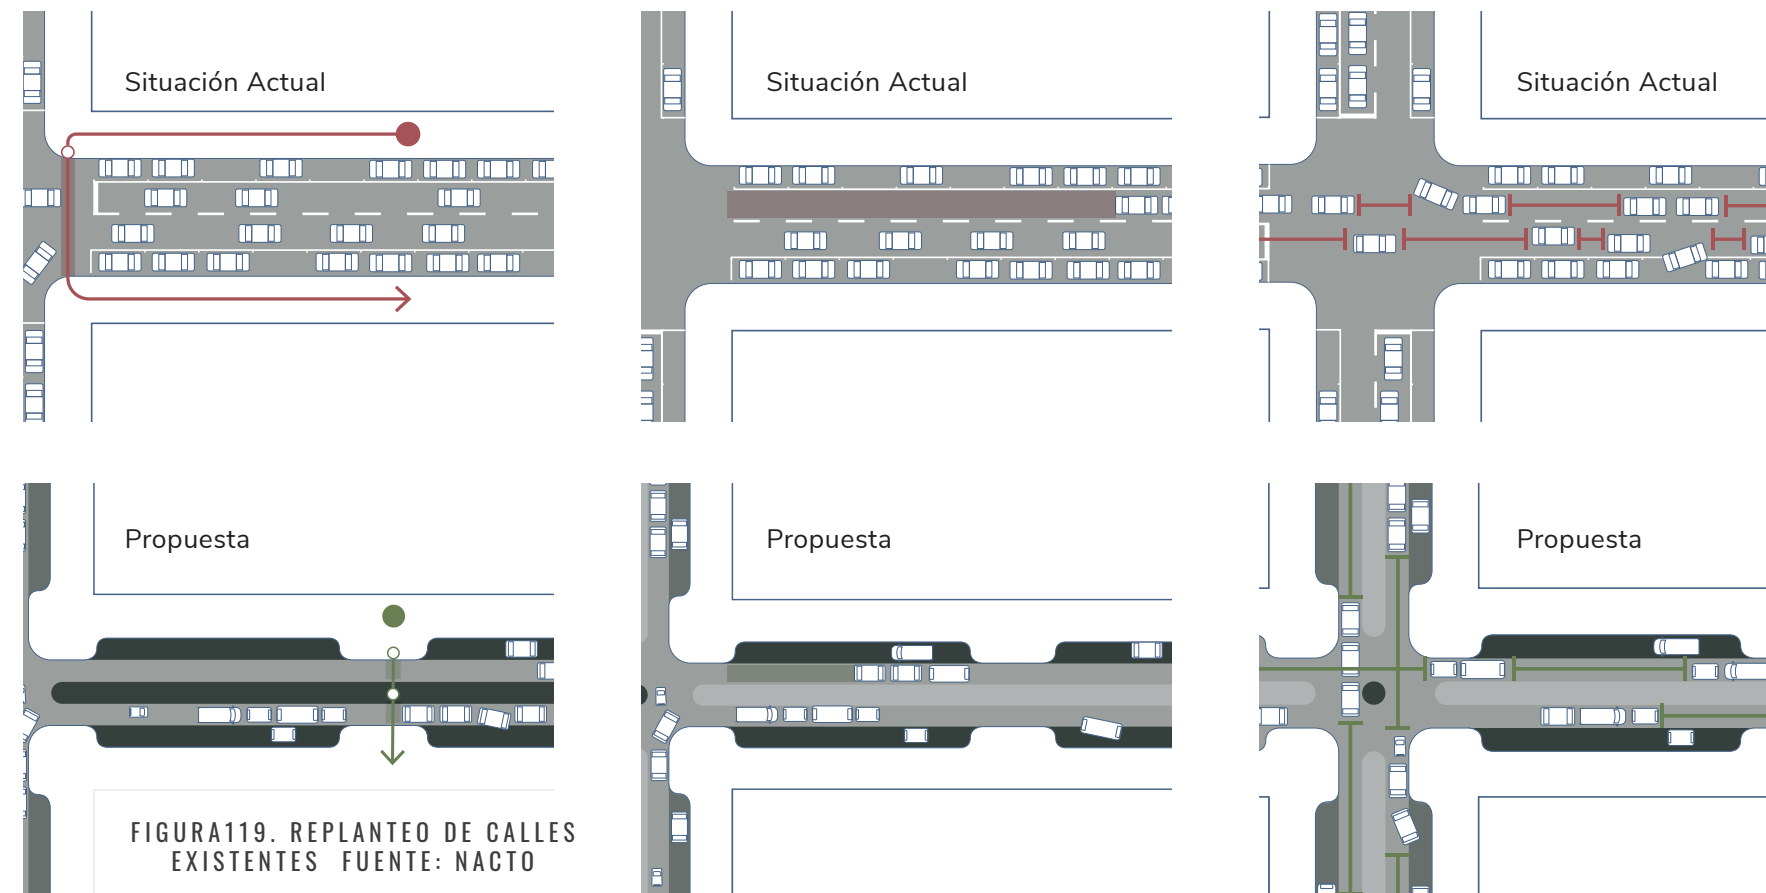 Situación Actual
Situación Actual
Situación Actual
Propuesta
Propuesta
Propuesta
FIGURA119. REPLANTEO DE CALLES
EXISTENTES FUENTE: NACTO